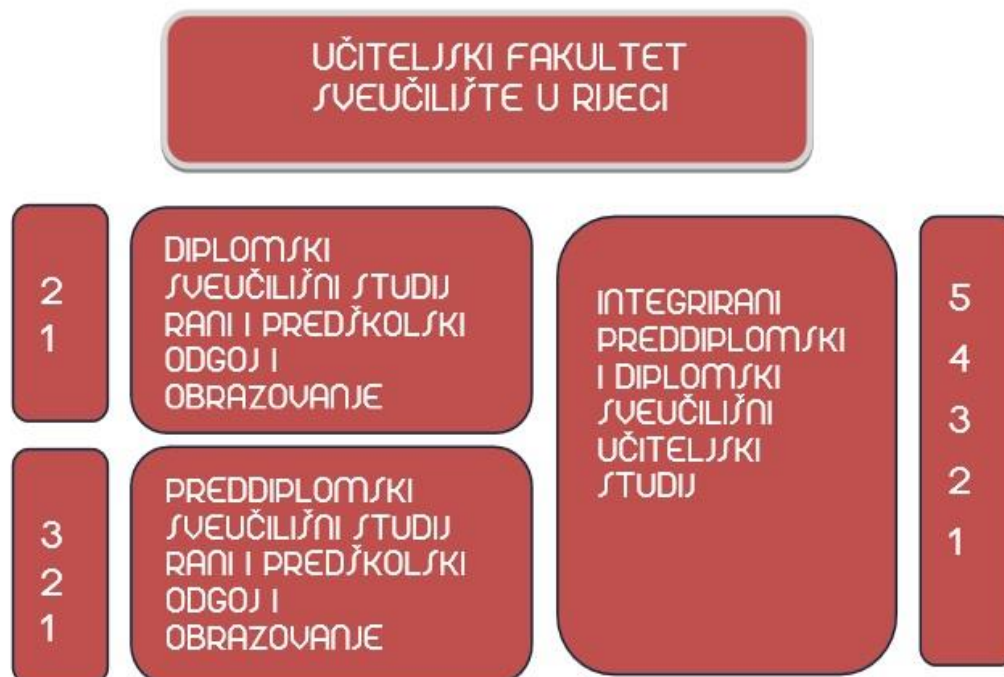 UČITELJSKI FAKULTET
SVEUČILIŠTE U RIJECI
2
1
DIPLOMSKI
SVEUČILIŠNI STUDIJ
RANI I PREDŠKOLSKI
ODGOJ I
OBRAZOVANJE
3
2
1
PREDDIPLOMSKI
SVEUČILIŠNI STUDIJ
RANI I PREDŠKOLSKI
ODGOJ I
OBRAZOVANJE
INTEGRIRANI
PREDDIPLOMSKI
I DIPLOMSKI
SVEUČILIŠNI
UČITELJSKI
STUDIJ
5
4
3
2
1